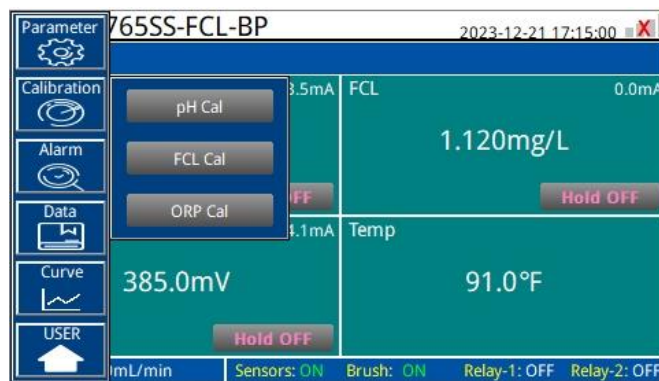 Parameter
765SS-FCL-BP
2023-12-21 17:15:00
Calibration
pH Cal
FCL Cal
ORP Cal
3.5mA
FCL
0.0mA
1.120mg/L
Hold OFF
Alarm
Data
Curve
USER
4.1mA
Temp
385.0mV
91.0°F
Hold OFF
mL/min
Sensors: ON
Brush: ON
Relay-1: OFF
Relay-2: OFF